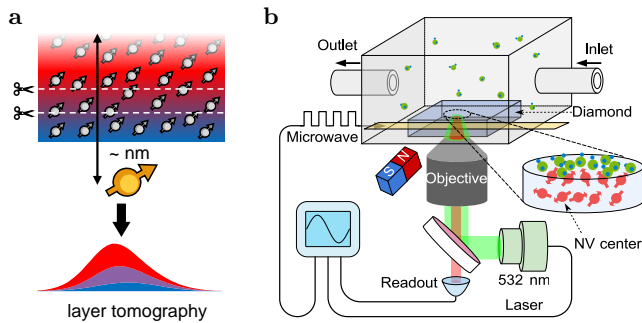 a
~ nm
layer tomography
b
Outlet
Inlet
Diamond
Microwave
S N
Objective
NV center
532 nm
Readout
Laser